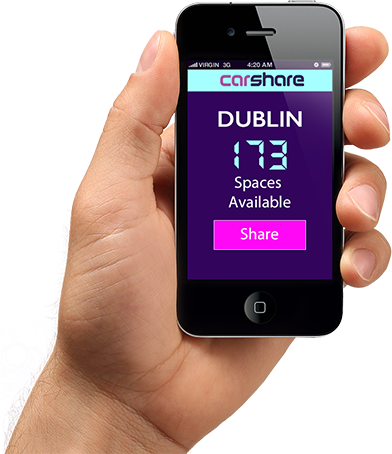 VIRGIN 3G 4:20 AM
carshare
DUBLIN
173
Spaces
Available
Share